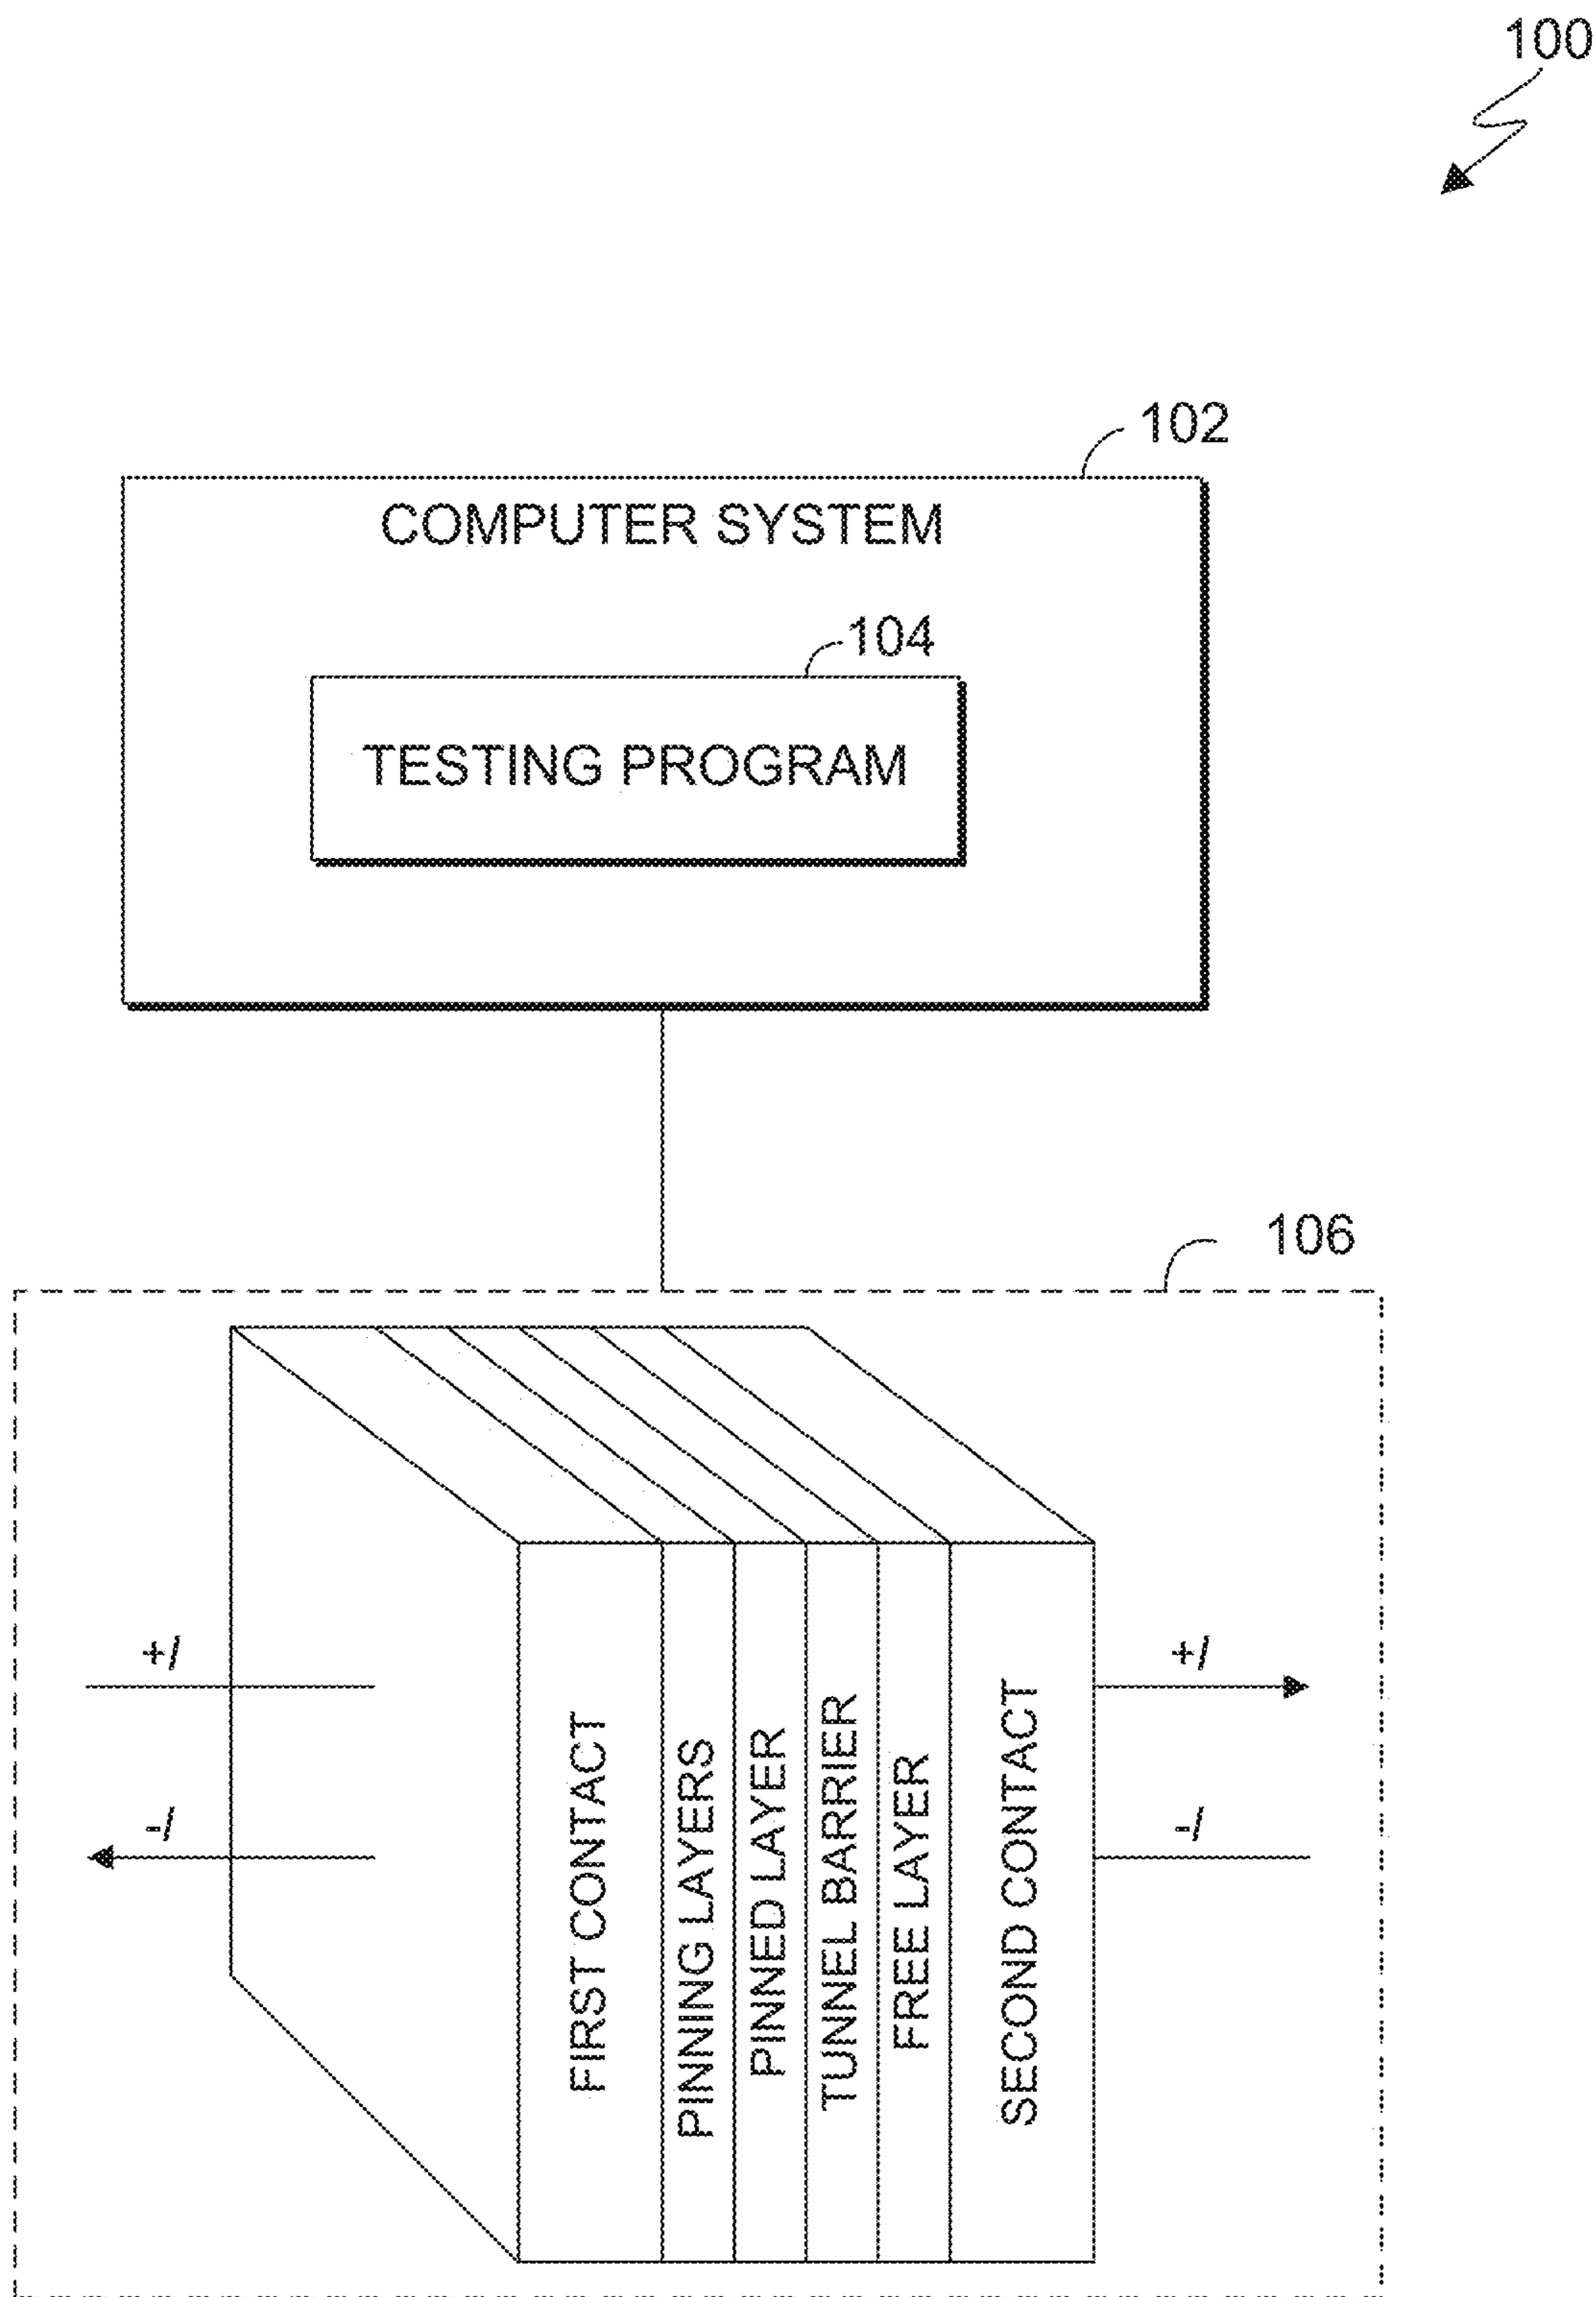 100
102
COMPUTER SYSTEM
104
TESTING PROGRAM
106
+I
+I
-I
-I
FIRST CONTACT
PINNING LAYERS
PINNED LAYER
TUNNEL BARRIER
FREE LAYER
SECOND CONTACT